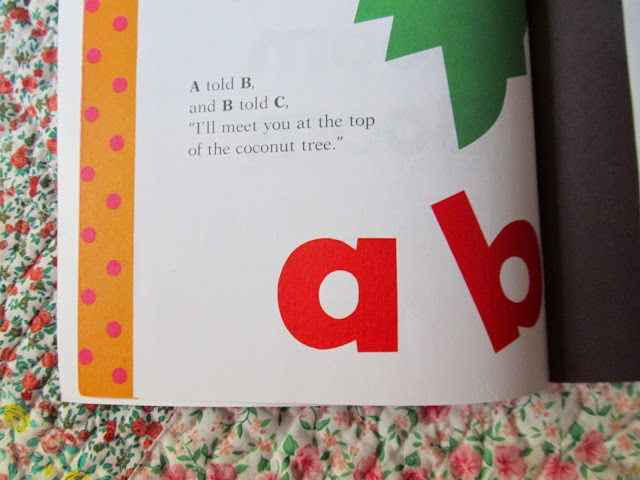 A told B,
and B told C,
“I’ll meet you at the top
of the coconut tree.”
a b